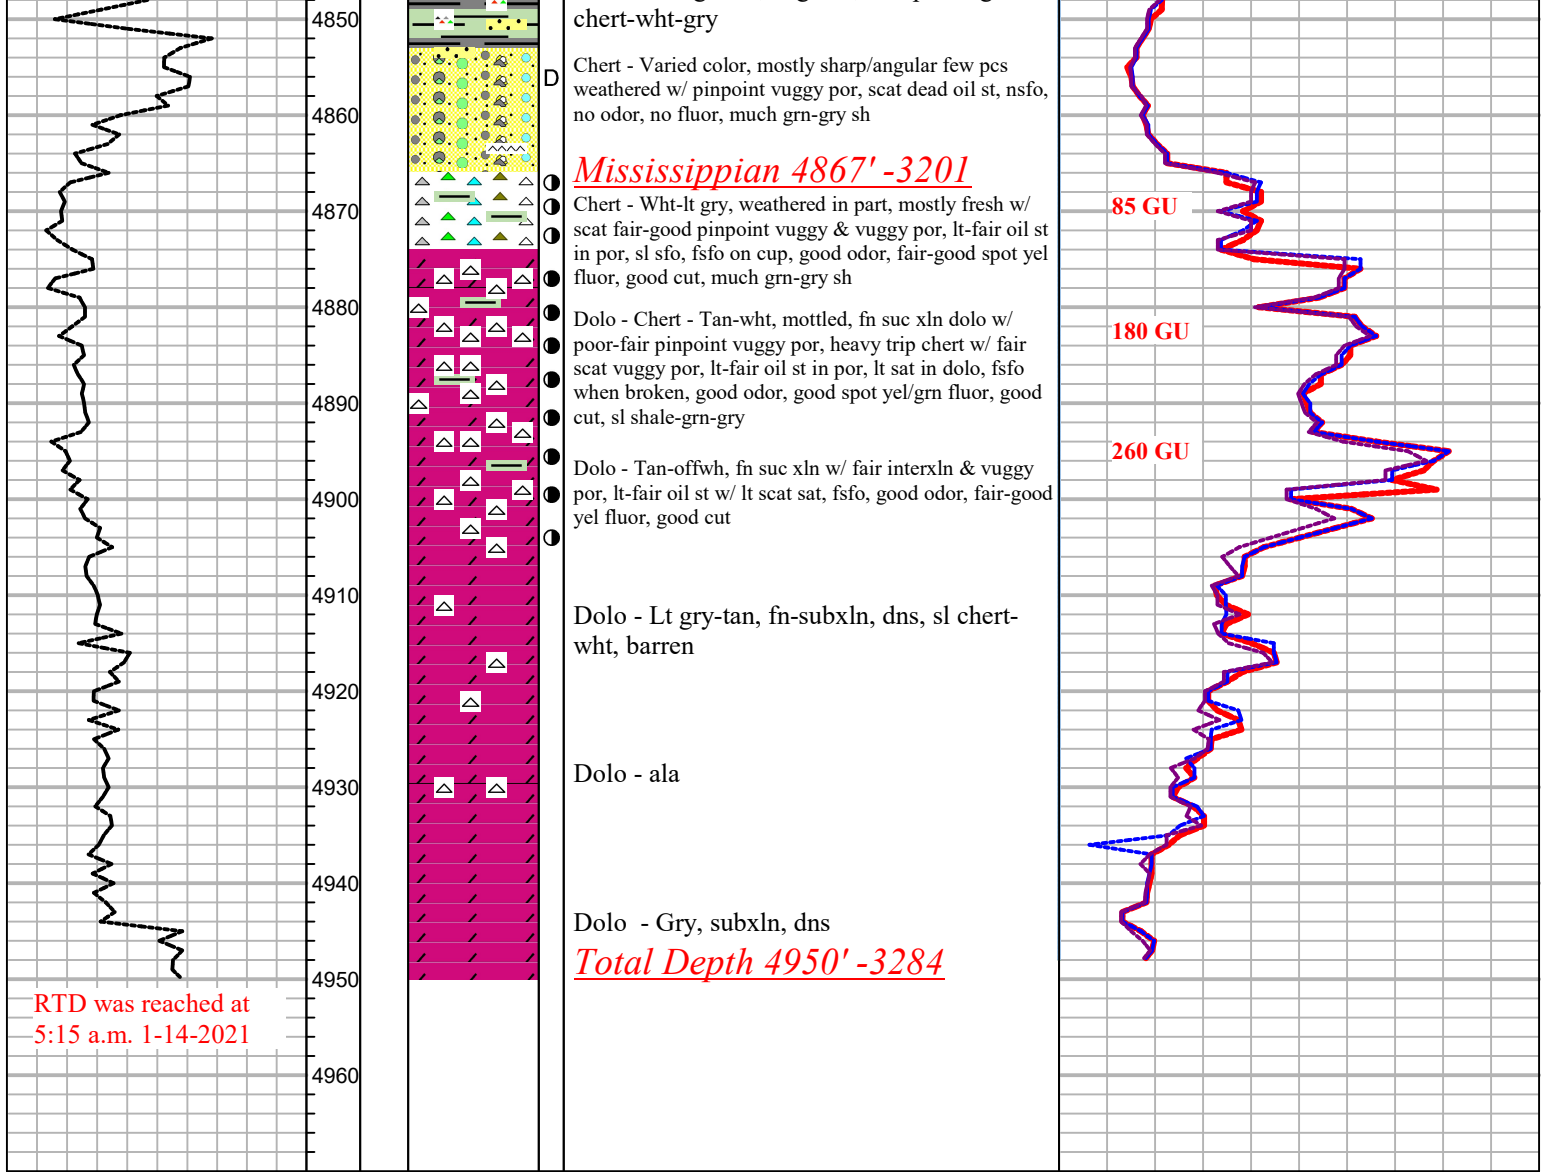 chert-wht-gry
Chert - Varied color, mostly sharp/angular few pcs
weathered w/ pinpoint vuggy por, scat dead oil st, nsfo,
no odor, no fluor, much grn-gry sh
Mississippian 4867' -3201
Chert - Wht-lt gry, weathered in part, mostly fresh w/
scat fair-good pinpoint vuggy & vuggy por, lt-fair oil st
in por, sl sfo, fsfo on cup, good odor, fair-good spot yel
fluor, good cut, much grn-gry sh
Dolo - Chert - Tan-wht, mottled, fn suc xln dolo w/
poor-fair pinpoint vuggy por, heavy trip chert w/ fair
scat vuggy por, lt-fair oil st in por, lt sat in dolo, fsfo
when broken, good odor, good spot yel/grn fluor, good
cut, sl shale-grn-gry
Dolo - Tan-offwh, fn suc xln w/ fair interxln & vuggy
por, lt-fair oil st w/ lt scat sat, fsfo, good odor, fair-good
yel fluor, good cut
Dolo - Lt gry-tan, fn-subxln, dns, sl chert-
wht, barren
Dolo - ala
Dolo - Gry, subxln, dns
Total Depth 4950' -3284
4850
4860
4870
4880
4890
4900
4910
4920
4930
4940
4950
4960
D
85 GU
180 GU
260 GU
RTD was reached at
5:15 a.m. 1-14-2021